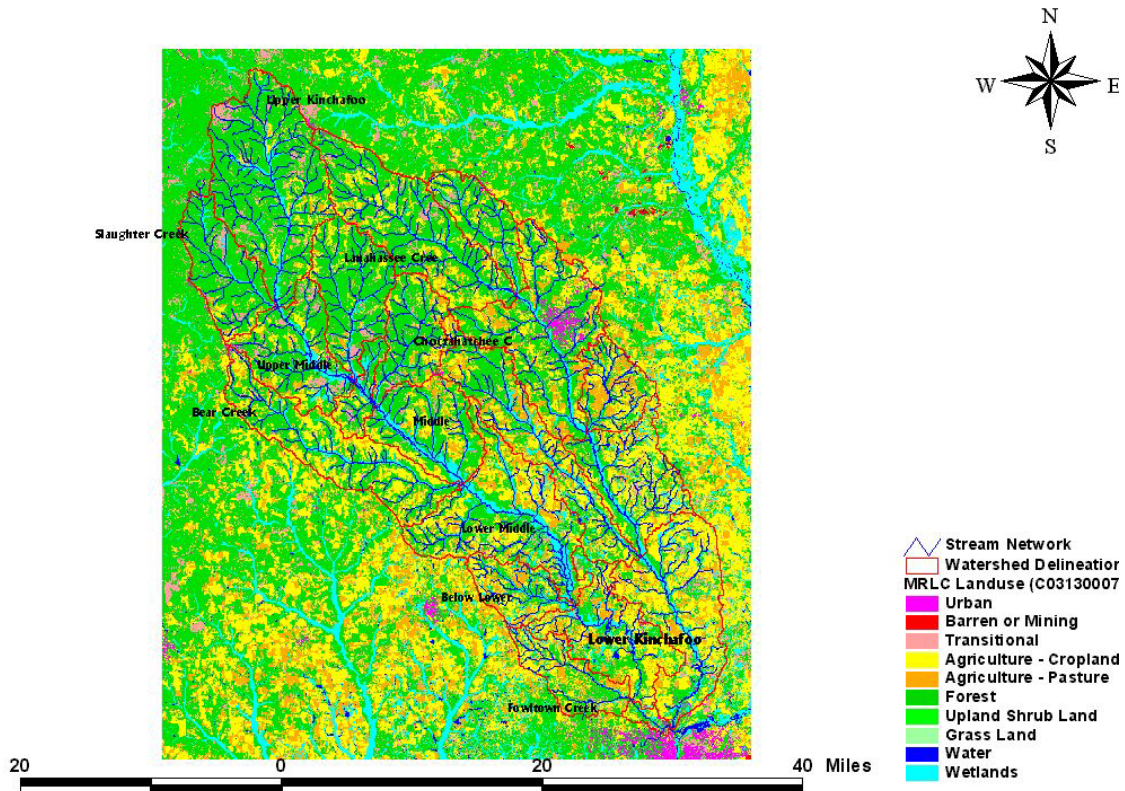 N
W E
S
Upper Kinchafoo
Slaughter Creek
Choctahatchee C
Upper Middle
Bear Creek
Middle
Lower Middle
Below Lower
Lower Kinchafoo
Fowltown Creek
Stream Network
Watershed Delineation
MRLC Landuse (C03130007
Urban
Barren or Mining
Transitional
Agriculture - Cropland
Agriculture - Pasture
Forest
Upland Shrub Land
Grass Land
Water
Wetlands
20 0 20 40 Miles